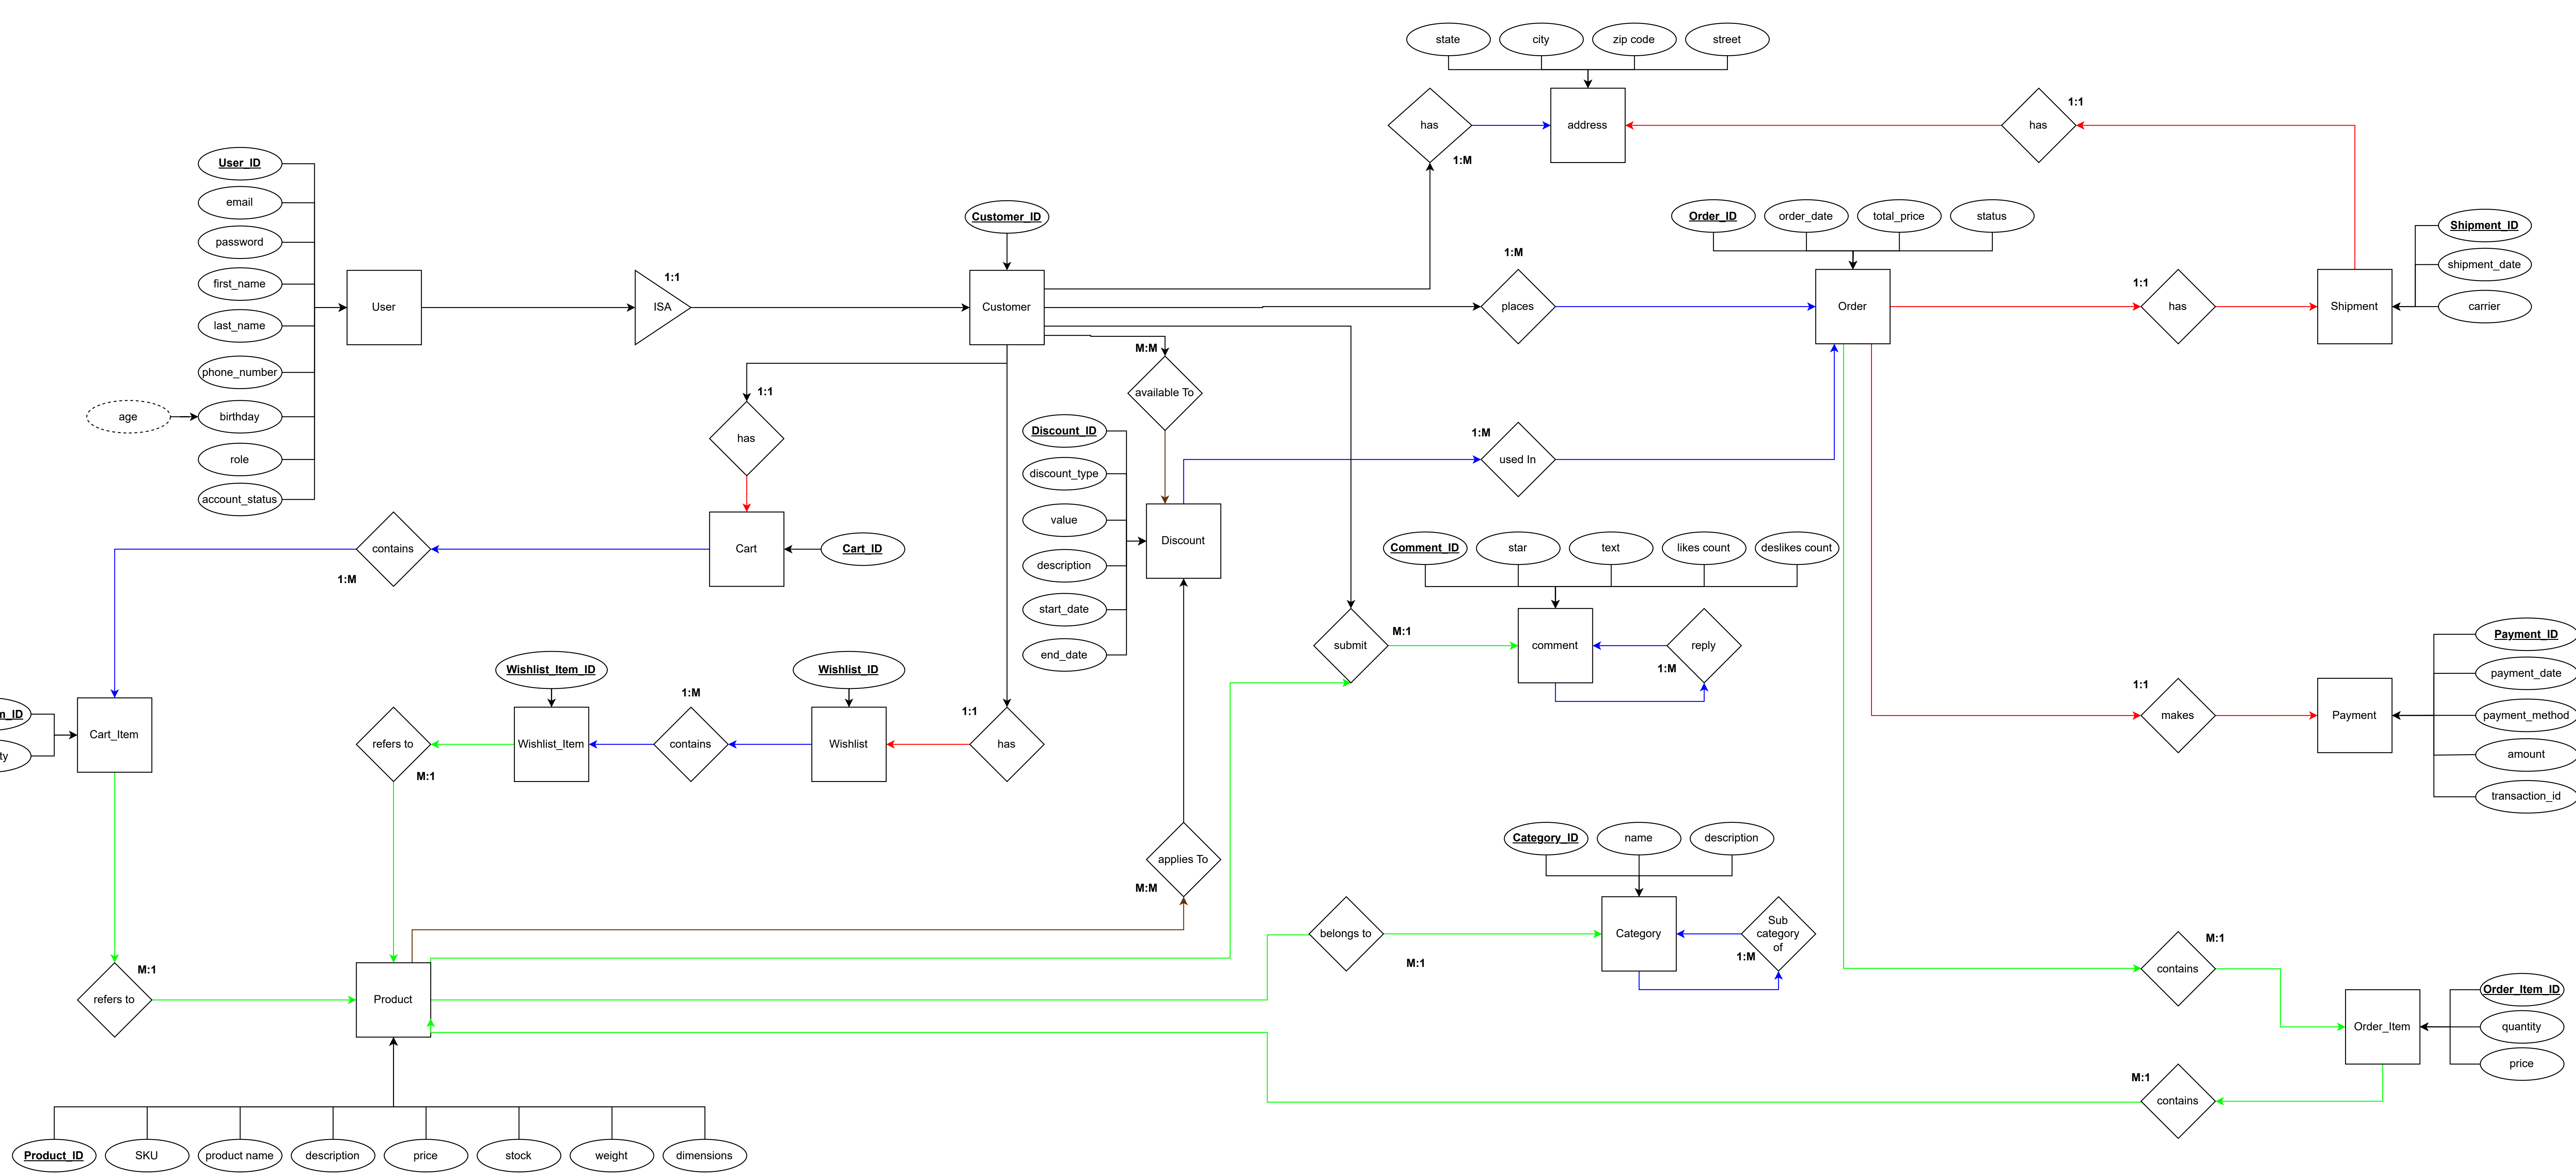 state
city
zip code
street
has
address
has
1:1
1:M
User_ID
email
password
first_name
last_name
phone_number
age
birthday
role
account_status
User
ISA
1:1
Customer_ID
Customer
1:M
places
Order_ID
order_date
total_price
status
Order
1:1
has
Shipment
Shipment_ID
shipment_date
carrier
M:M
available To
1:1
has
Discount_ID
discount_type
value
description
start_date
end_date
Discount
1:M
used In
contains
1:M
Cart
Cart_ID
Comment_ID
star
text
likes count
deslikes count
submit
M:1
comment
reply
1:M
Payment_ID
payment_date
payment_method
amount
transaction_id
1:1
makes
Payment
m_ID
ty
Cart_Item
refers to
M:1
Wishlist_Item_ID
Wishlist_Item
1:M
contains
Wishlist_ID
Wishlist
1:1
has
applies To
M:M
Category_ID
name
description
belongs to
M:1
Category
Sub
category
of
1:M
M:1
contains
Order_Item
Order_Item_ID
quantity
price
M:1
contains
M:1
refers to
Product
Product_ID
SKU
product name
description
price
stock
weight
dimensions